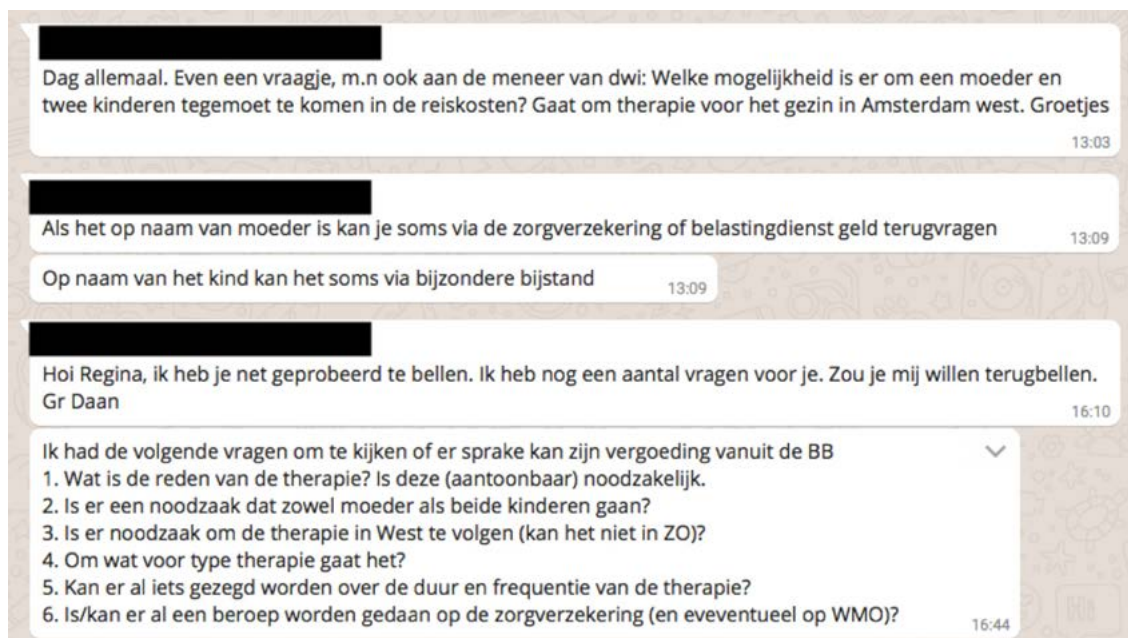 Dag allemaal. Even een vraagje, m.n ook aan de meneer van dwi: Welke mogelijkheid is er om een moeder en
twee kinderen tegemoet te komen in de reiskosten? Gaat om therapie voor het gezin in Amsterdam west. Groetjes
13:03
Als het op naam van moeder is kan je soms via de zorgverzekering of belastingdienst geld terugvragen
13:09
Op naam van het kind kan het soms via bijzondere bijstand
13:09
Hoi Regina, ik heb je net geprobeerd te bellen. Ik heb nog een aantal vragen voor je. Zou je mij willen terugbellen.
Gr Daan
16:10
Ik had de volgende vragen om te kijken of er sprake kan zijn vergoeding vanuit de BB
1. Wat is de reden van de therapie? Is deze (aantoonbaar) noodzakelijk.
2. Is er een noodzaak dat zowel moeder als beide kinderen gaan?
3. Is er noodzaak om de therapie in West te volgen (kan het niet in ZO)?
4. Om wat voor type therapie gaat het?
5. Kan er al iets gezegd worden over de duur en frequentie van de therapie?
6. Is/kan er al een beroep worden gedaan op de zorgverzekering (en eveventueel op WMO)?
16:44